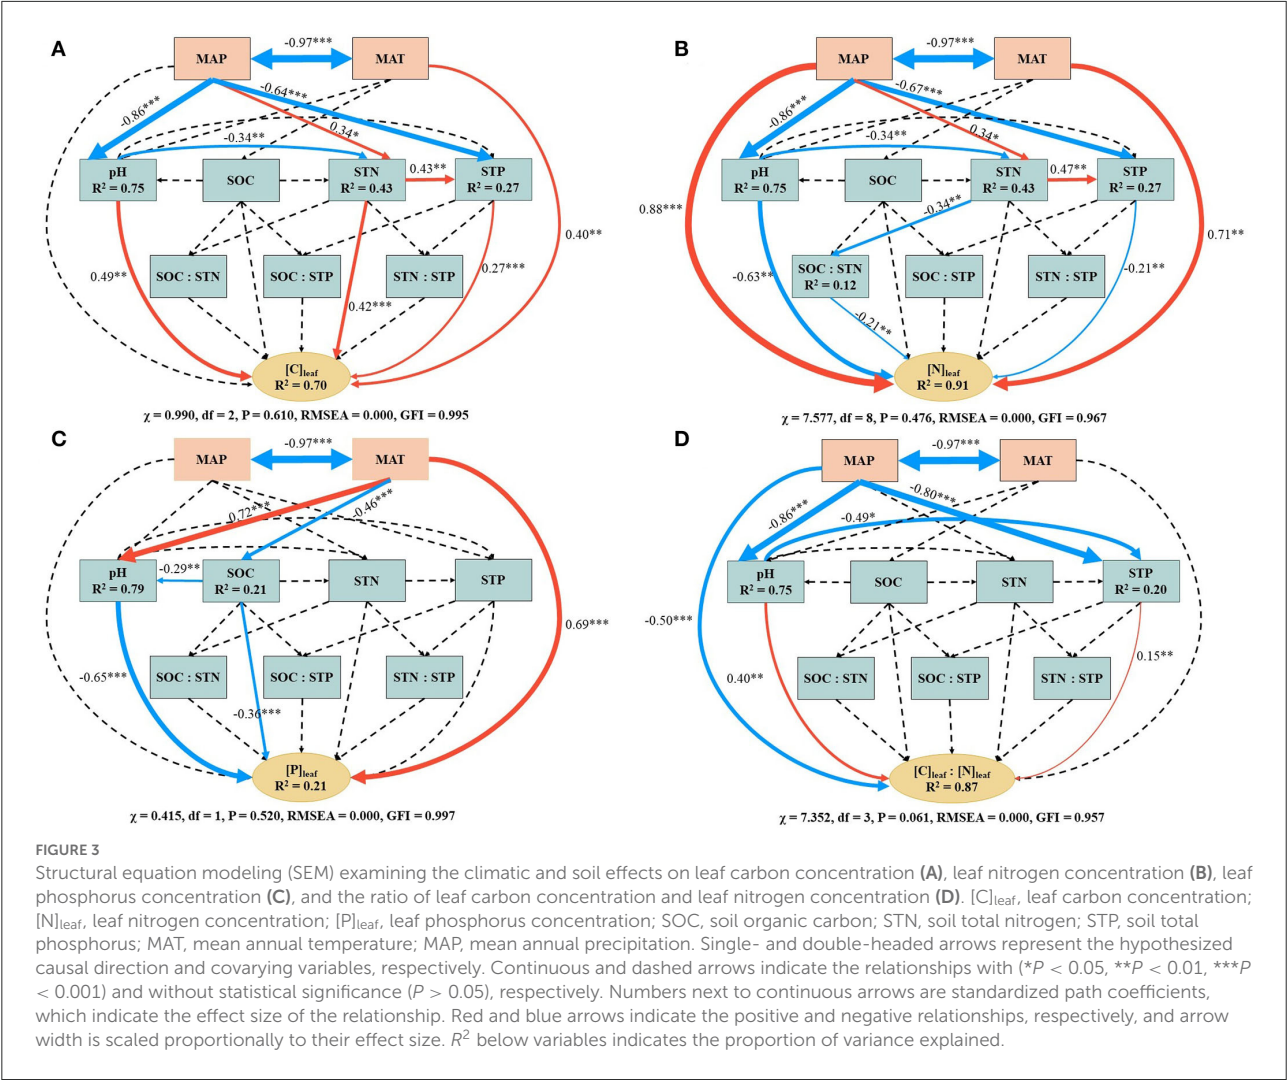 A
MAP
-0.97***
MAT
-0.86***
-0.64***
0.34*
-0.34**
pH
R² = 0.75
SOC
STN
R² = 0.43
0.43**
STP
R² = 0.27
SOC : STN
SOC : STP
STN : STP
0.49**
0.42***
0.27***
0.40**
[C]leaf
R² = 0.70
χ = 0.990, df = 2, P = 0.610, RMSEA = 0.000, GFI = 0.995
B
MAP
-0.97***
MAT
-0.86***
-0.67***
0.34*
-0.34**
pH
R² = 0.75
SOC
STN
R² = 0.43
0.47**
STP
R² = 0.27
0.88***
-0.34**
0.71**
SOC : STN
R² = 0.12
SOC : STP
STN : STP
-0.63**
-0.21**
-0.21**
[N]leaf
R² = 0.91
χ = 7.577, df = 8, P = 0.476, RMSEA = 0.000, GFI = 0.967
C
MAP
-0.97***
MAT
0.72***
-0.46***
pH
R² = 0.79
-0.29**
SOC
R² = 0.21
STN
STP
0.69***
SOC : STN
SOC : STP
STN : STP
-0.65***
-0.36***
[P]leaf
R² = 0.21
χ = 0.415, df = 1, P = 0.520, RMSEA = 0.000, GFI = 0.997
D
MAP
-0.97***
MAT
-0.86***
-0.80***
-0.49*
pH
R² = 0.75
SOC
STN
STP
R² = 0.20
-0.50***
SOC : STN
SOC : STP
STN : STP
0.40**
0.15**
[C]leaf : [N]leaf
R² = 0.87
χ = 7.352, df = 3, P = 0.061, RMSEA = 0.000, GFI = 0.957
FIGURE 3
Structural equation modeling (SEM) examining the climatic and soil effects on leaf carbon concentration (A), leaf nitrogen concentration (B), leaf
phosphorus concentration (C), and the ratio of leaf carbon concentration and leaf nitrogen concentration (D). [C]leaf, leaf carbon concentration;
[N]leaf, leaf nitrogen concentration; [P]leaf, leaf phosphorus concentration; SOC, soil organic carbon; STN, soil total nitrogen; STP, soil total
phosphorus; MAT, mean annual temperature; MAP, mean annual precipitation. Single- and double-headed arrows represent the hypothesized
causal direction and covarying variables, respectively. Continuous and dashed arrows indicate the relationships with (*P < 0.05, **P < 0.01, ***P
< 0.001) and without statistical significance (P > 0.05), respectively. Numbers next to continuous arrows are standardized path coefficients,
which indicate the effect size of the relationship. Red and blue arrows indicate the positive and negative relationships, respectively, and arrow
width is scaled proportionally to their effect size. R² below variables indicates the proportion of variance explained.